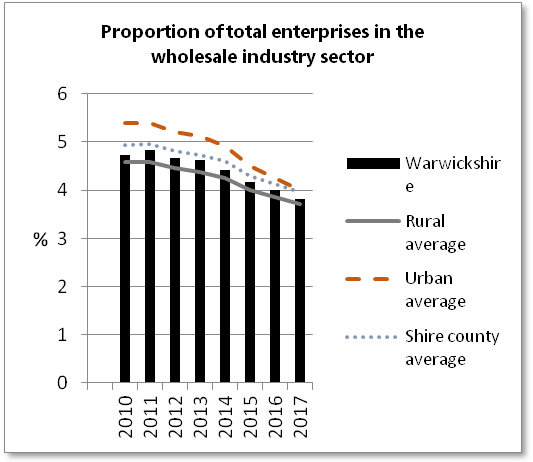 Proportion of total enterprises in the
wholesale industry sector
6
5
4
3
2
1
0
%
2010
2011
2012
2013
2014
2015
2016
2017
Warwickshir
e
Rural
average
Urban
average
Shire county
average